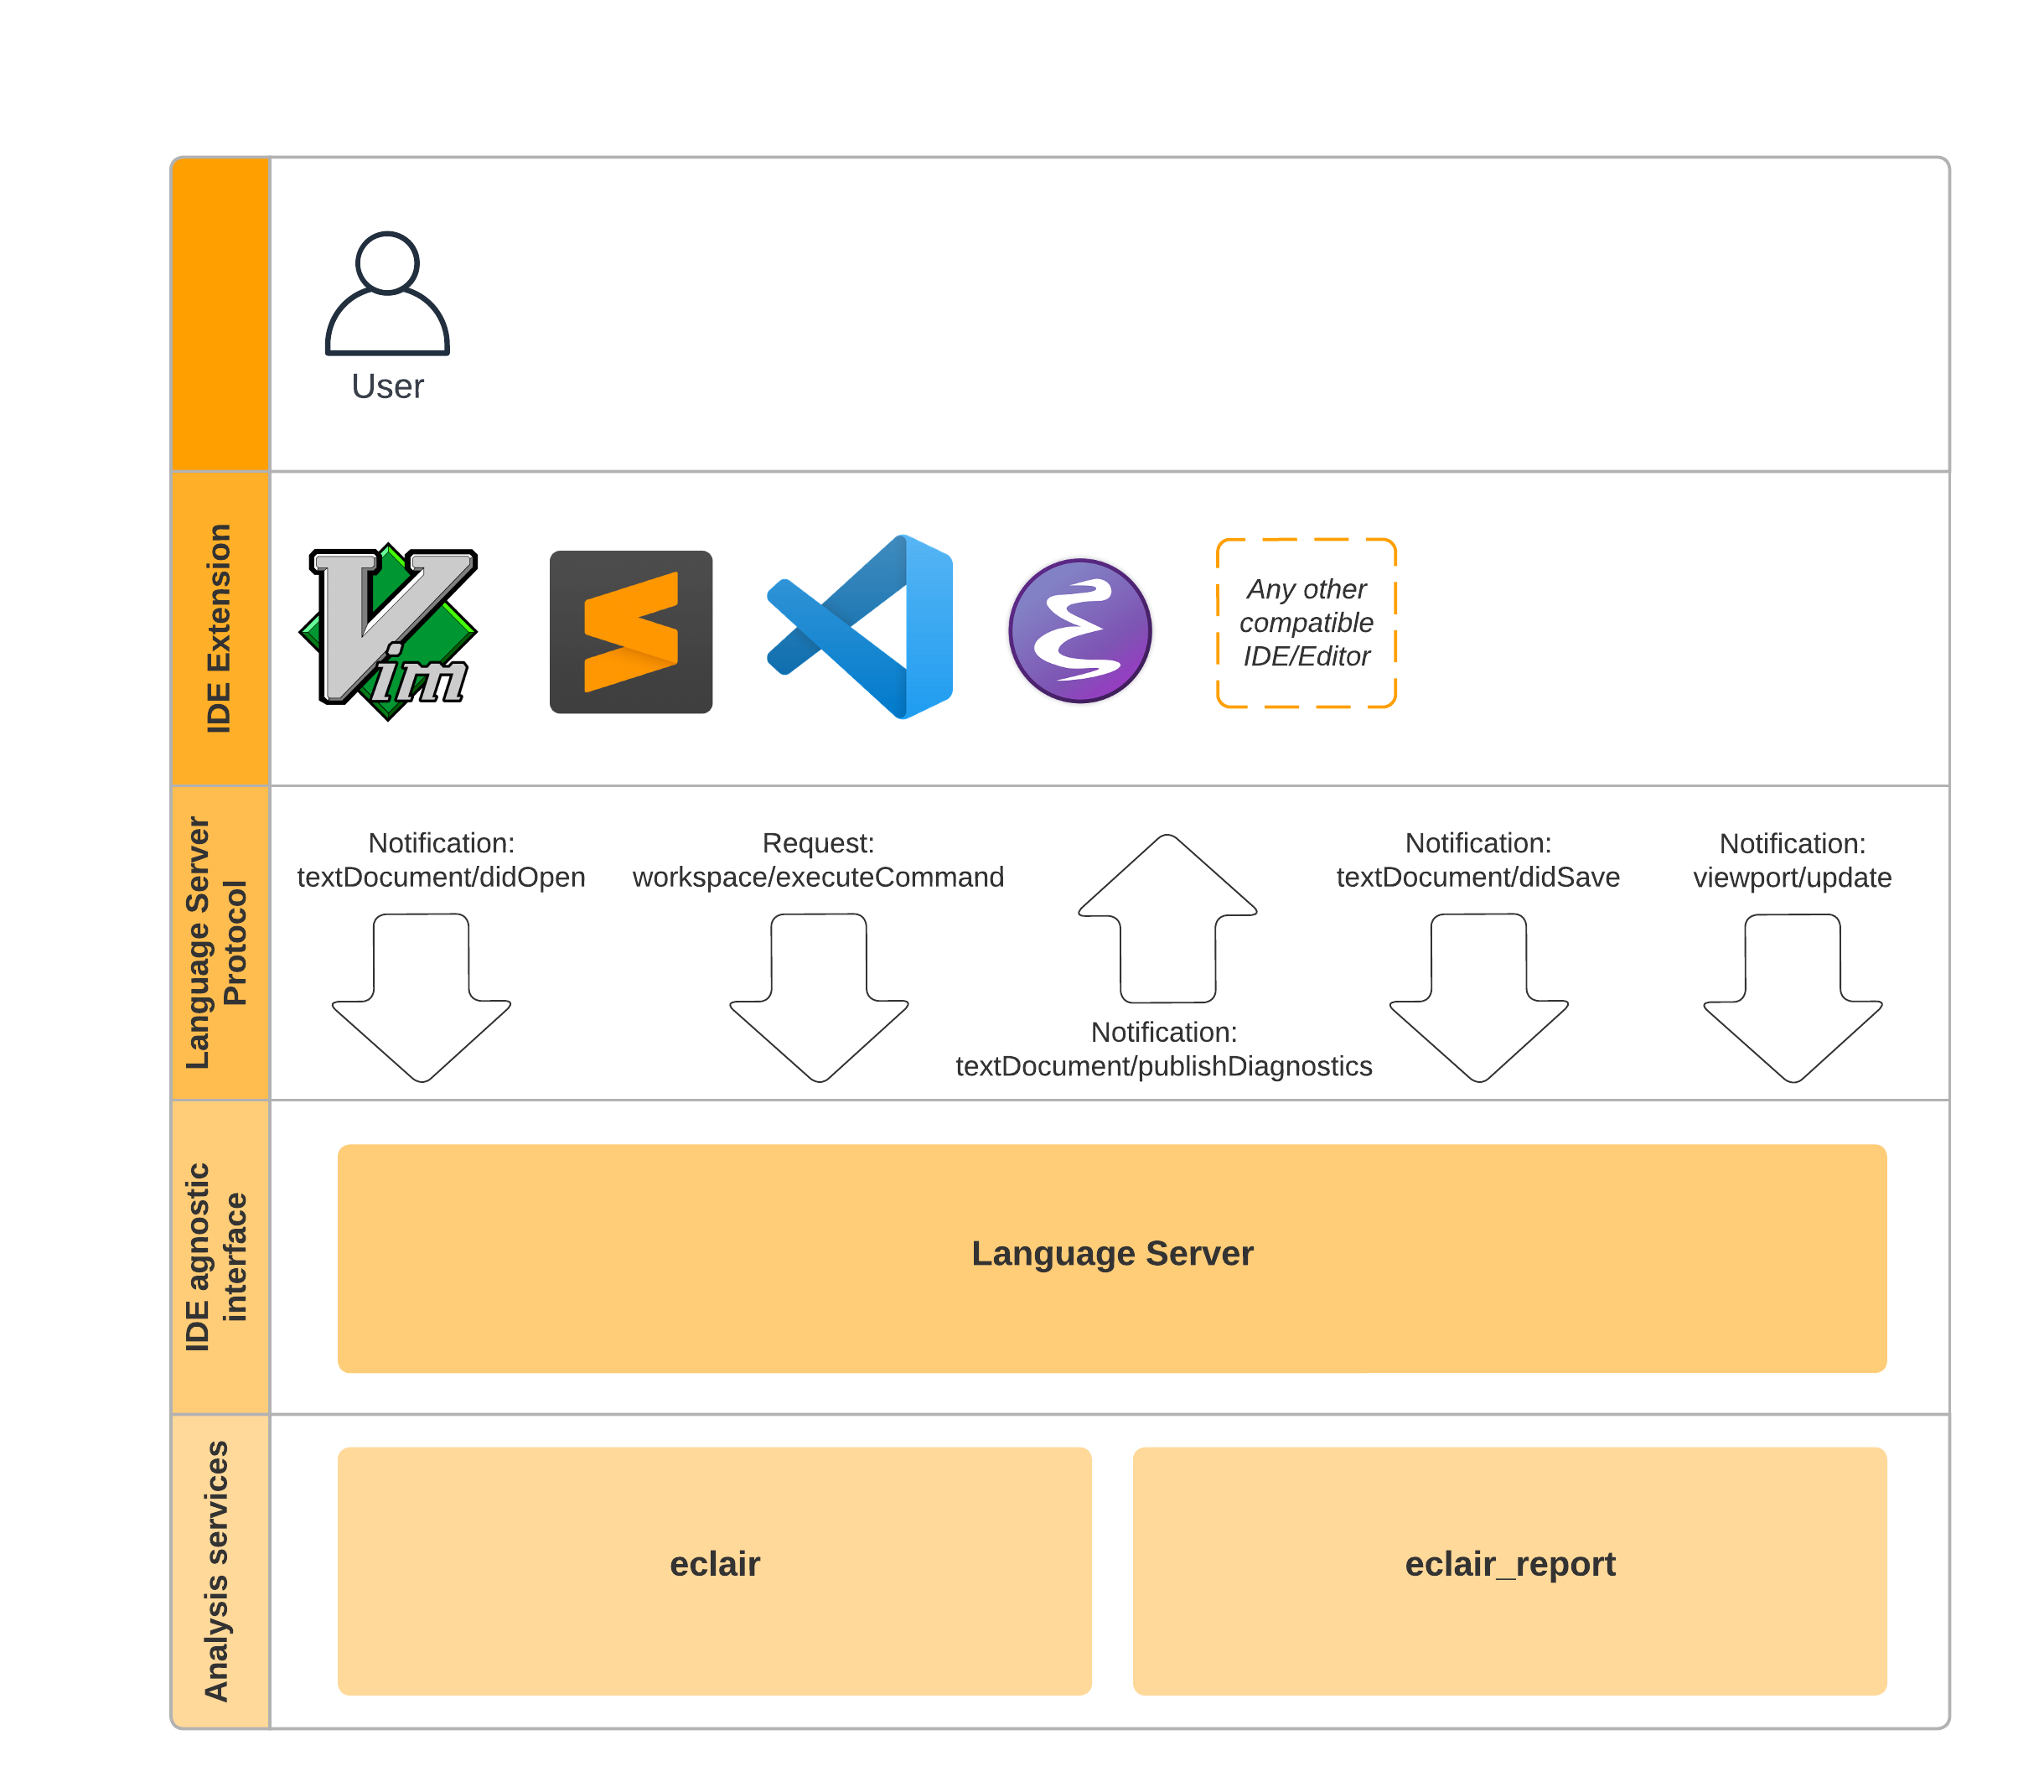 User
IDE Extension
Vim
Any other
compatible
IDE/Editor
Language Server
Protocol
Notification:
textDocument/didOpen
Request:
workspace/executeCommand
Notification:
textDocument/publishDiagnostics
Notification:
textDocument/didSave
Notification:
viewport/update
IDE agnostic
interface
Language Server
Analysis services
eclair
eclair_report